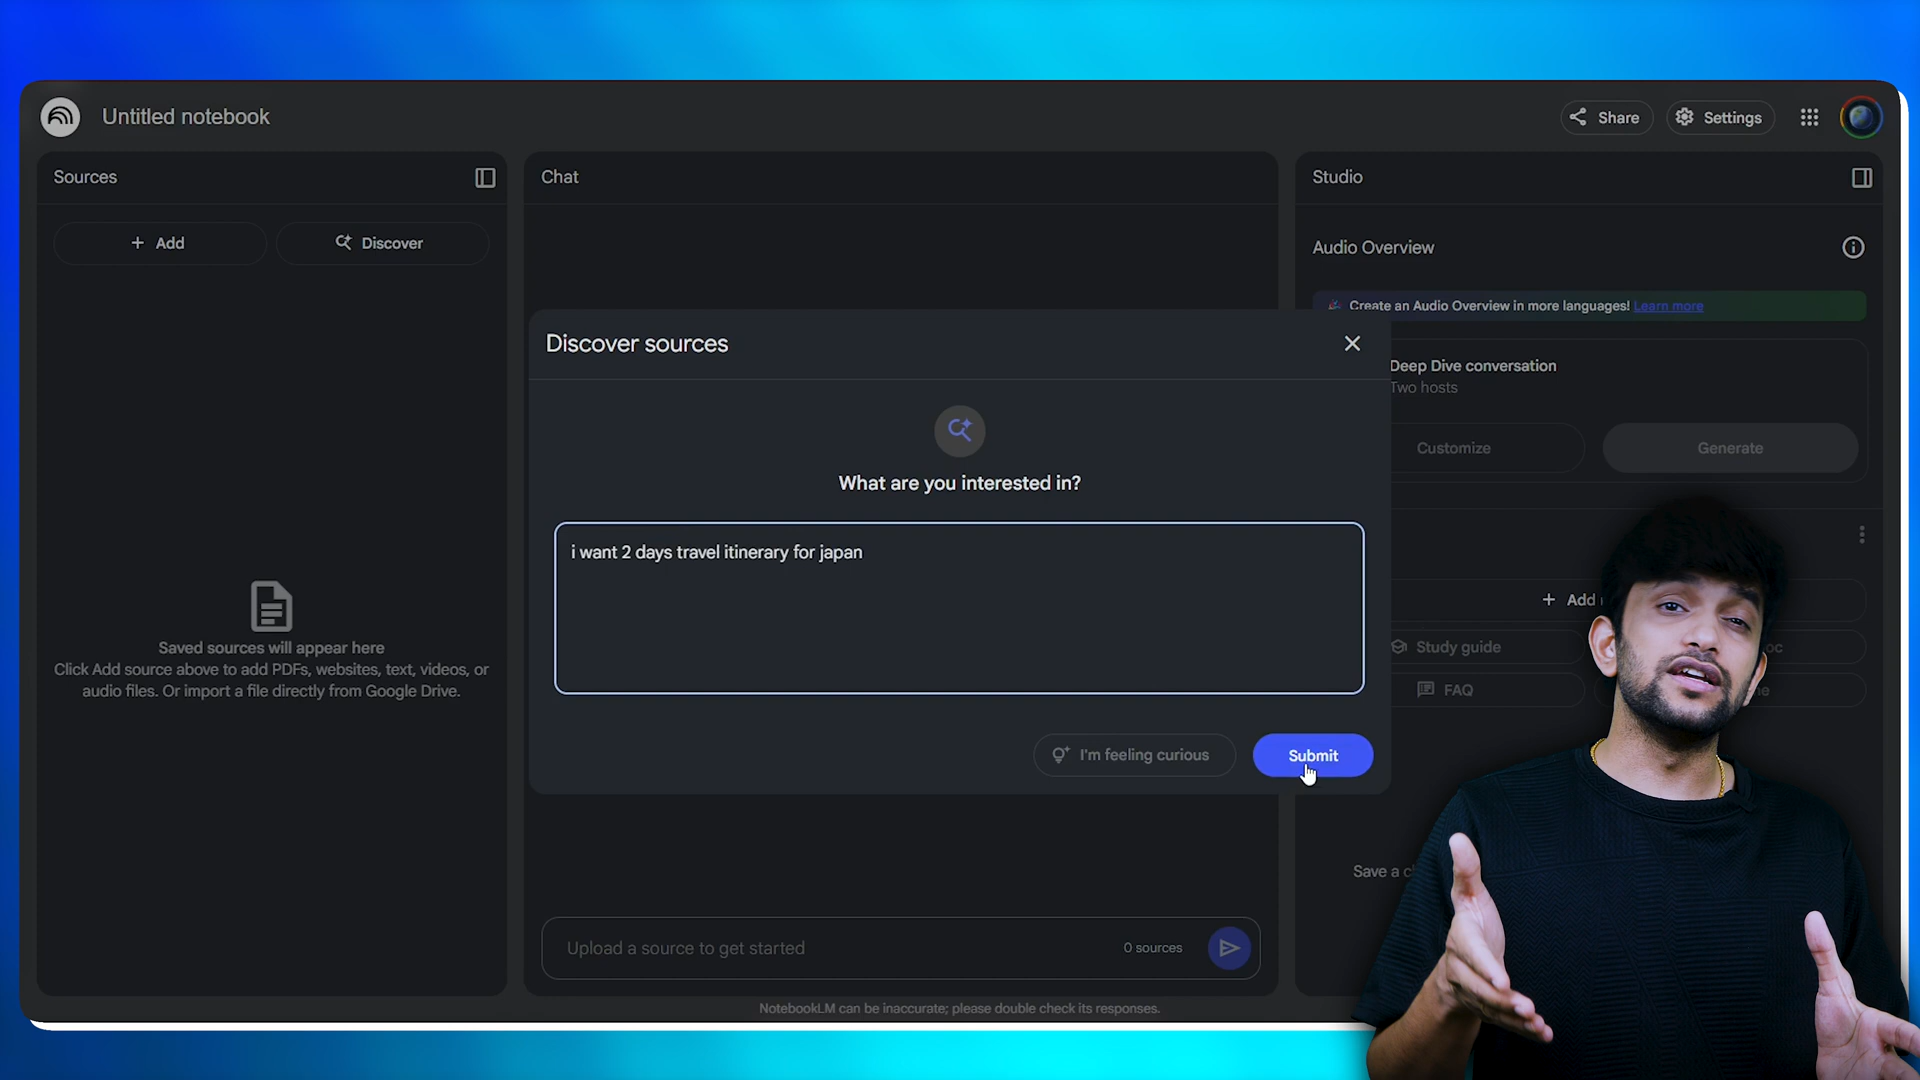 Untitled notebook
Share
Settings
Sources
Add
Discover
Saved sources will appear here
Click Add source above to add PDFs, websites, text, videos, or
audio files. Or import a file directly from Google Drive.
Chat
Discover sources
What are you interested in?
i want 2 days travel itinerary for japan
I'm feeling curious
Submit
Upload a source to get started
0 sources
NotebookLM can be inaccurate; please double check its responses.
Studio
Audio Overview
Create an Audio Overview in more languages! Learn more
Deep Dive conversation
Two hosts
Customize
Generate
Add
Study guide
FAQ
Save a